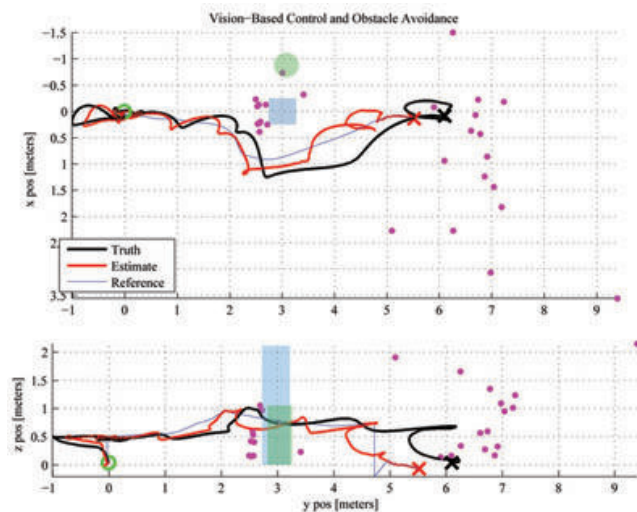 Vision-Based Control and Obstacle Avoidance
-1.5
-1
-0.5
0
0.5
1
1.5
2
2
3
3.5
x pos [meters]
Truth
Estimate
Reference
-1 0 1 2 3 4 5 6 7 8 9
2
1.5
1
0.5
0
z pos [meters]
-1 0 1 2 3 4 5 6 7 8 9
y pos [meters]